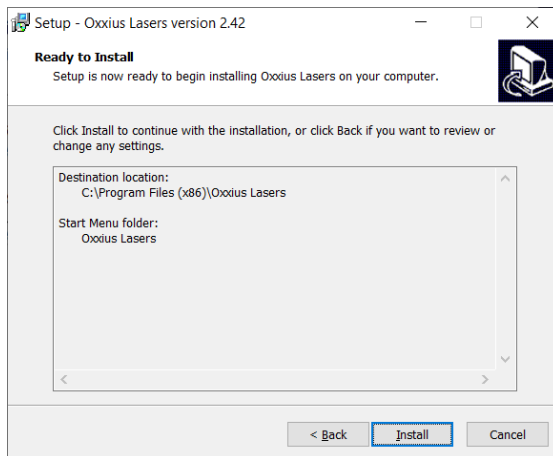 Setup - Oxxius Lasers version 2.42
Ready to Install
Setup is now ready to begin installing Oxxius Lasers on your computer.
Click Install to continue with the installation, or click Back if you want to review or
change any settings.
Destination location:
C:\Program Files (x86)\Oxxius Lasers
Start Menu folder:
Oxxius Lasers
< Back
Install
Cancel